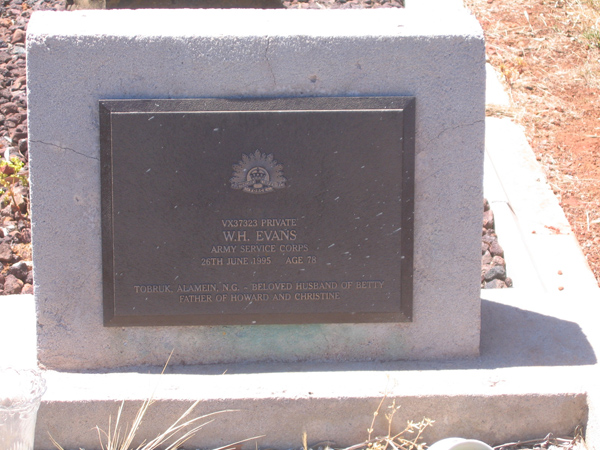 VX37323 PRIVATE
W.H. EVANS
ARMY SERVICE CORPS
26TH JUNE 1995 AGE 78
TOBRUK, ALAMEIN, N.G. - BELOVED HUSBAND OF BETTY
FATHER OF HOWARD AND CHRISTINE